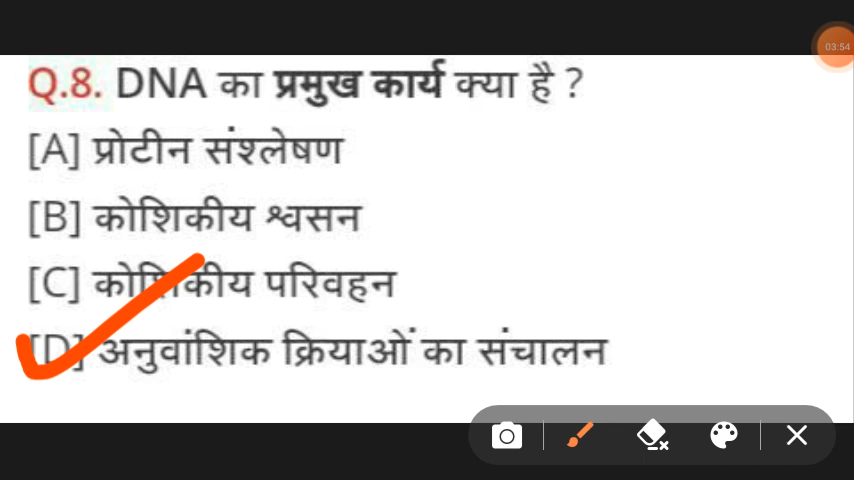 03:54
Q.8. DNA का प्रमुख कार्य क्या है ?
[A] प्रोटीन संश्लेषण
[B] कोशिकीय श्वसन
[C] कोशिकीय परिवहन
[D] अनुवांशिक क्रियाओं का संचालन